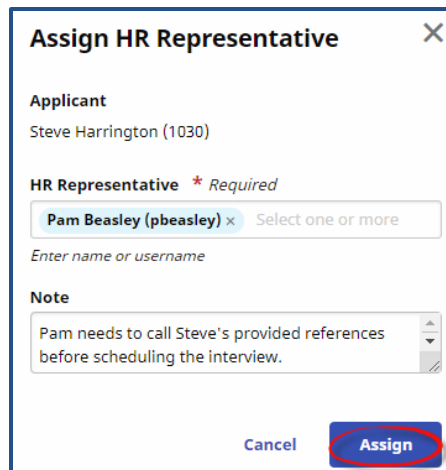 Assign HR Representative
Applicant
Steve Harrington (1030)
HR Representative * Required
Pam Beasley (pbeasley) × Select one or more
Enter name or username
Note
Pam needs to call Steve's provided references
before scheduling the interview.
Cancel Assign